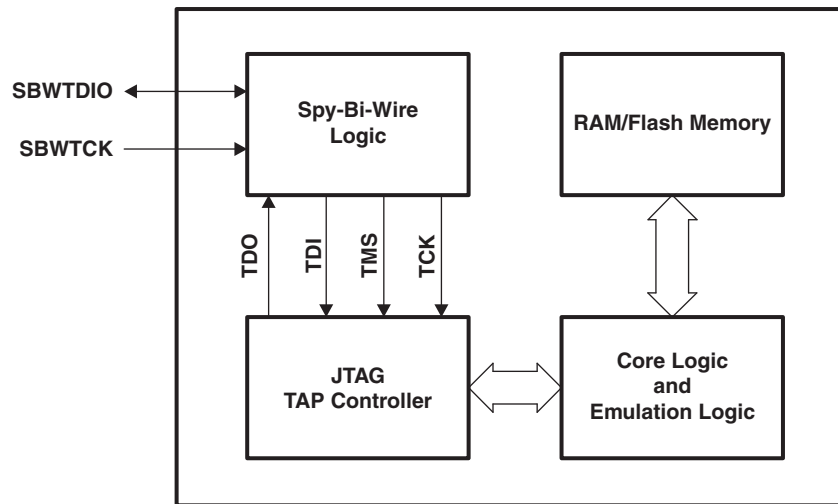 SBWTDIO
SBWTCK
Spy-Bi-Wire
Logic
RAM/Flash Memory
TDO
TDI
TMS
TCK
JTAG
TAP Controller
Core Logic
and
Emulation Logic